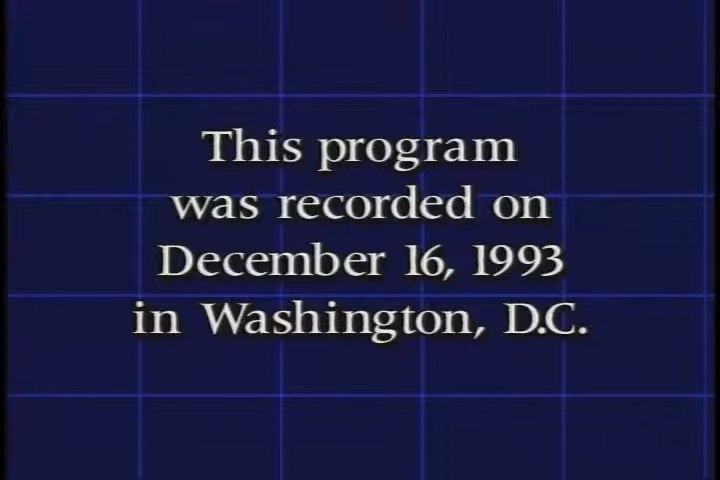 This program
was recorded on
December 16, 1993
in Washington, D.C.